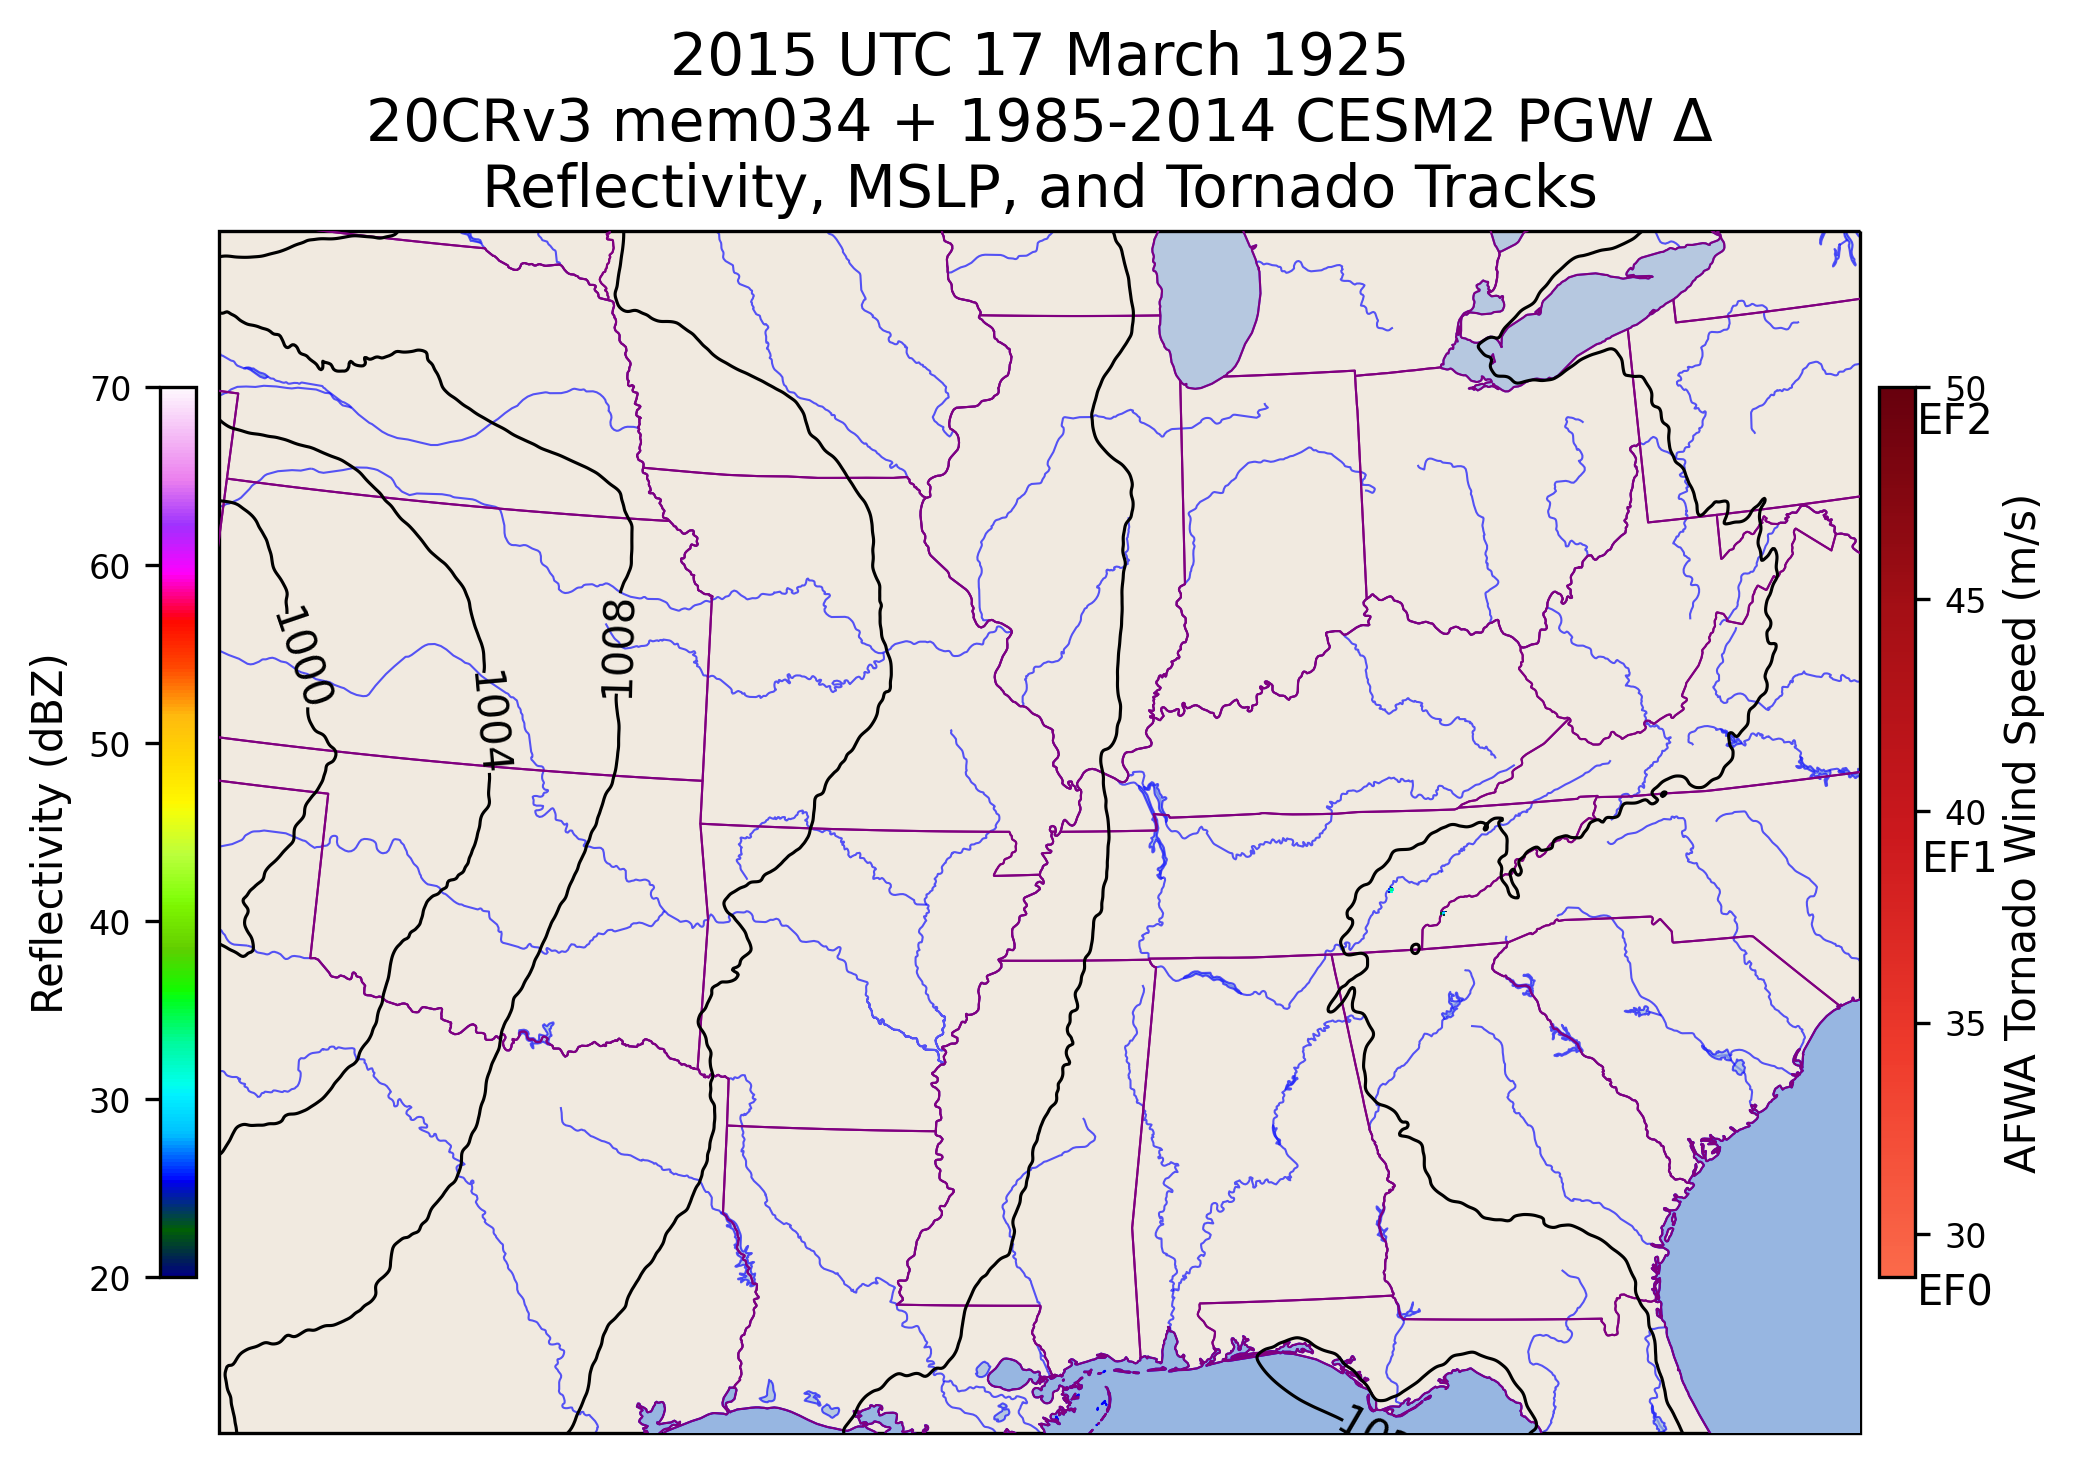 2015 UTC 17 March 1925
20CRv3 mem034 + 1985-2014 CESM2 PGW Δ
Reflectivity, MSLP, and Tornado Tracks
70
60
50
40
30
20
Reflectivity (dBZ)
1000
1004
1008
50
EF2
45
40
EF1
35
30
EF0
AFWA Tornado Wind Speed (m/s)